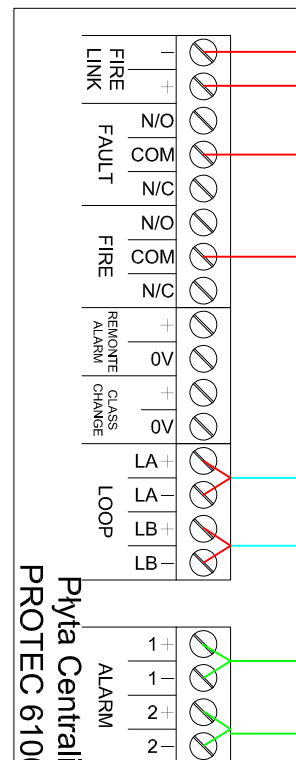 FIRE LINK
−
+
FAULT
N/O
COM
N/C
FIRE
N/O
COM
N/C
REMONTE ALARM
+
0V
CLASS CHANGE
+
0V
LOOP
LA+
LA−
LB+
LB−
Płyta Centrali
PROTEC 6100
ALARM
1+
1−
2+
2−